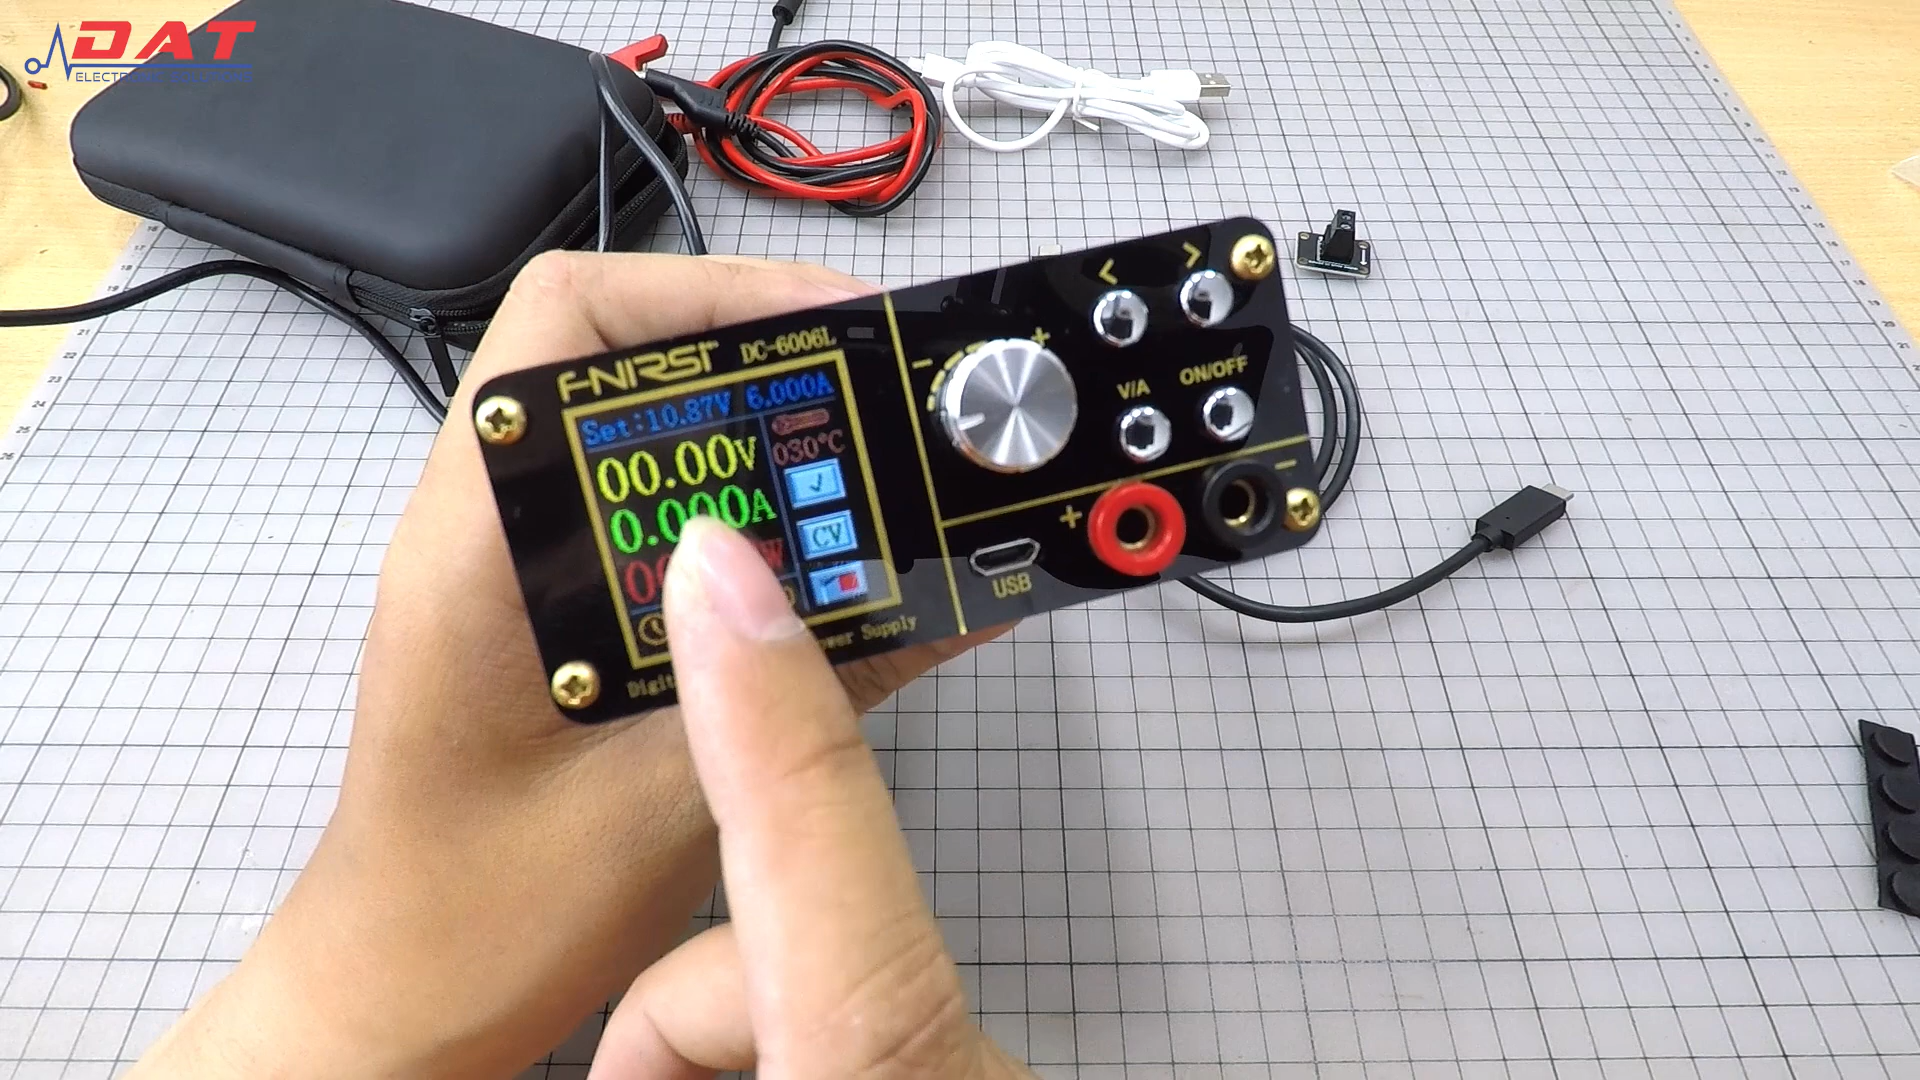 DAT
ELECTRONIC SOLUTIONS
FNIRSI DC-6006L
Set:10.87V 6.000A
00.00V
030°C
0.000A
CV
V/A
ON/OFF
USB
Supply